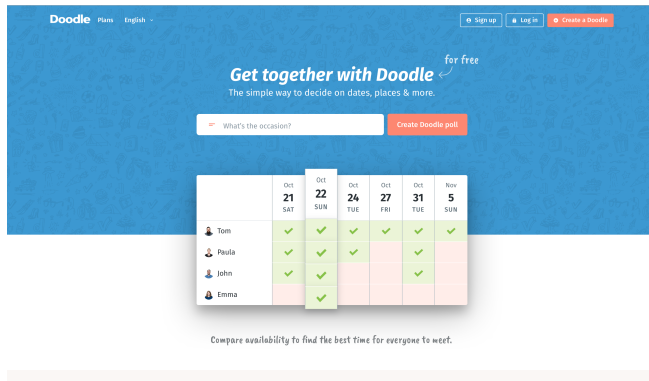 Doodle Plans English Sign up Log in Create a Doodle
for free
Get together with Doodle
The simple way to decide on dates, places & more.
What's the occasion? Create Doodle poll
Oct Oct Oct Oct Oct Nov
21 22 24 27 31 5
SAT SUN TUE FRI TUE SUN
Tom
Paula
John
Emma
Compare availability to find the best time for everyone to meet.